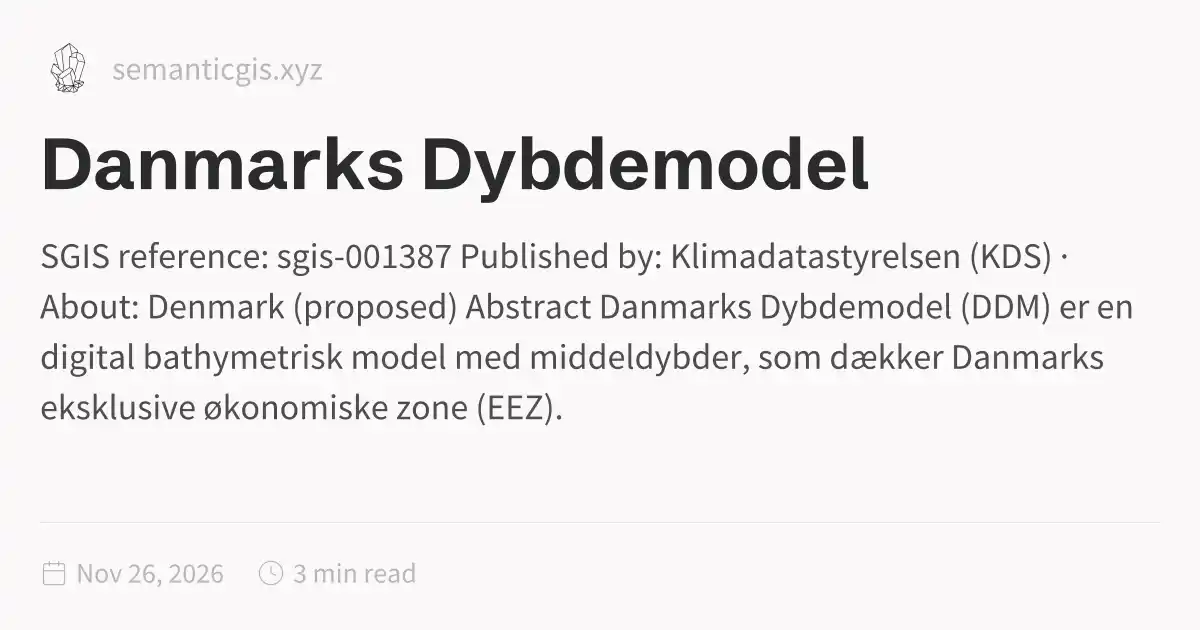 semanticgis.xyz
Danmarks Dybdemodel
SGIS reference: sgis-001387 Published by: Klimadatastyrelsen (KDS) ·
About: Denmark (proposed) Abstract Danmarks Dybdemodel (DDM) er en
digital bathymetrisk model med middeldybder, som dækker Danmarks
eksklusive økonomiske zone (EEZ).
Nov 26, 2026 3 min read